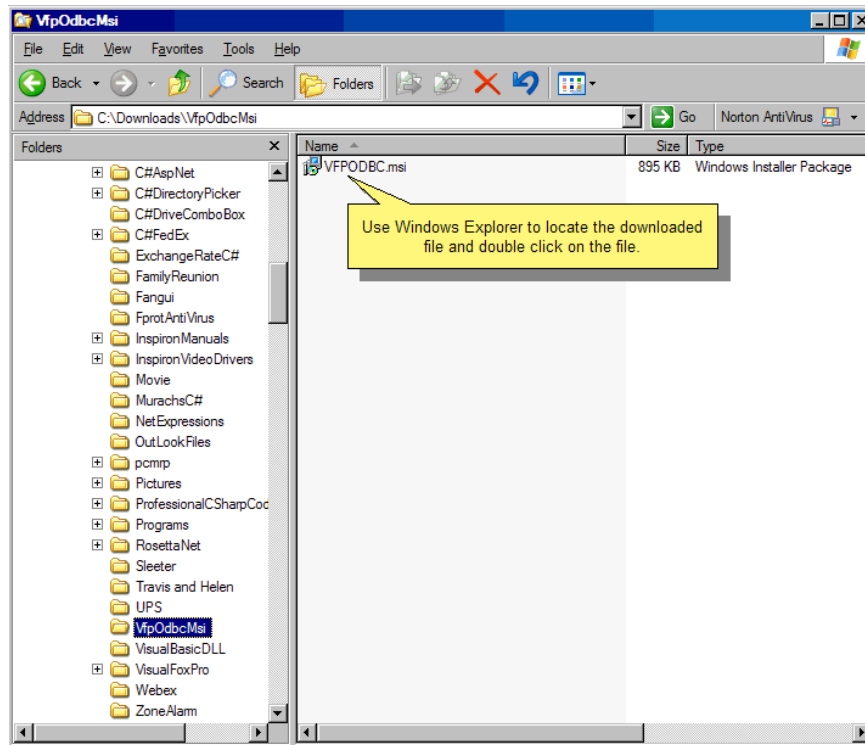 VfpOdbcMsi
File Edit View Favorites Tools Help
Back Search Folders
Address C:\Downloads\VfpOdbcMsi Go Norton AntiVirus
Folders
Name Size Type
VFPODBC.msi 895 KB Windows Installer Package
Use Windows Explorer to locate the downloaded
file and double click on the file.
C#AspNet
C#DirectoryPicker
C#DriveComboBox
C#FedEx
ExchangeRateC#
FamilyReunion
Fangui
FprotAntiVirus
InspironManuals
InspironVideoDrivers
Movie
MurachsC#
NetExpressions
OutLookFiles
pcmrp
Pictures
ProfessionalCSharpCod
Programs
RosettaNet
Sleeter
Travis and Helen
UPS
VfpOdbcMsi
VisualBasicDLL
VisualFoxPro
Webex
ZoneAlarm